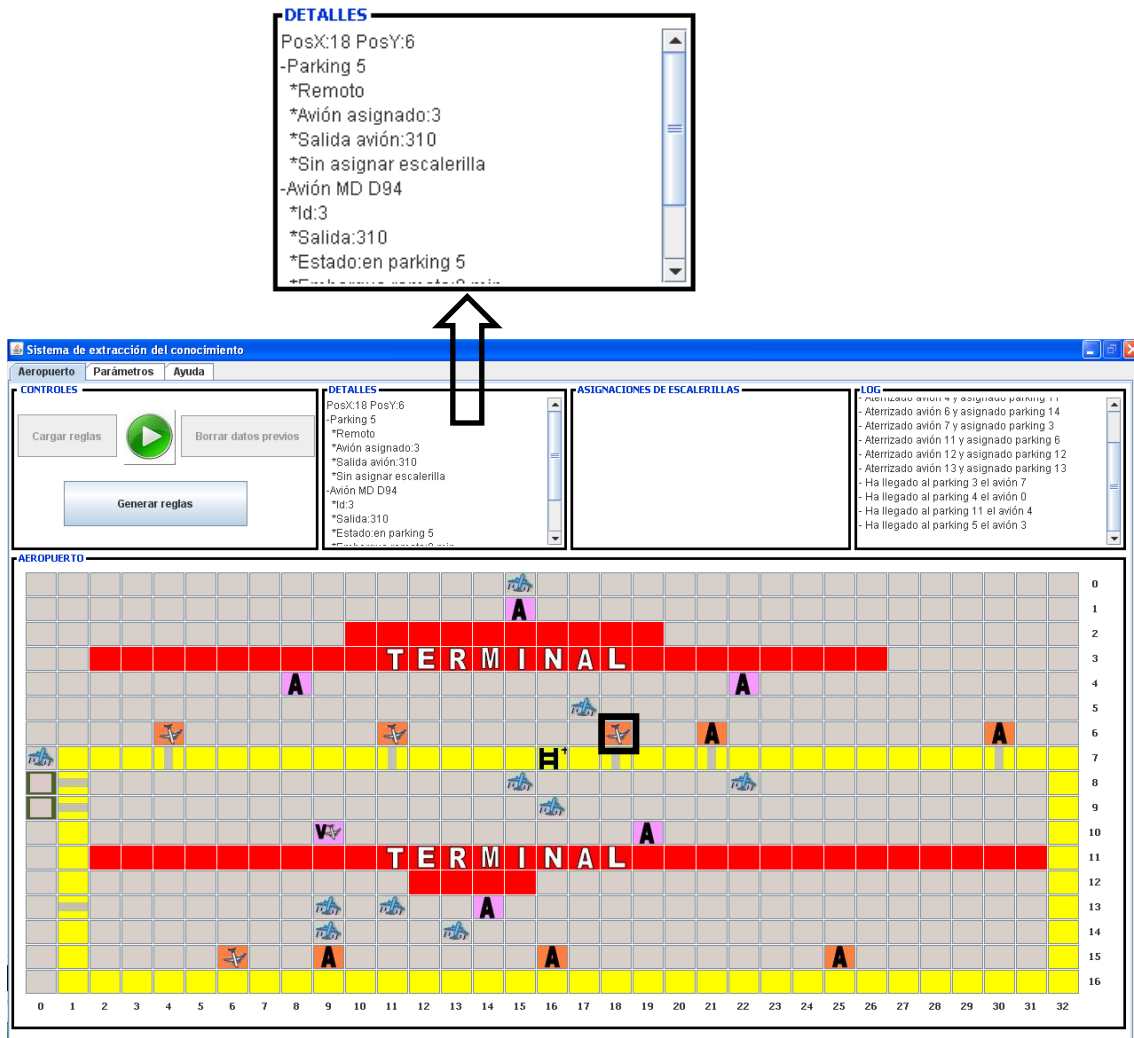 DETALLES
PosX:18 PosY:6
-Parking 5
*Remoto
*Avión asignado:3
*Salida avión:310
*Sin asignar escalerilla
-Avión MD D94
*Id:3
*Salida:310
*Estado:en parking 5
Sistema de extracción del conocimiento
Aeropuerto Parámetros Ayuda
CONTROLES
Cargar reglas
Borrar datos previos
Generar reglas
DETALLES
PosX:18 PosY:6
-Parking 5
*Remoto
*Avión asignado:3
*Salida avión:310
*Sin asignar escalerilla
-Avión MD D94
*Id:3
*Salida:310
*Estado:en parking 5
ASIGNACIONES DE ESCALERILLAS
LOG
- Aterrizado avión 4 y asignado parking 11
- Aterrizado avión 6 y asignado parking 14
- Aterrizado avión 7 y asignado parking 3
- Aterrizado avión 11 y asignado parking 6
- Aterrizado avión 12 y asignado parking 12
- Aterrizado avión 13 y asignado parking 13
- Ha llegado al parking 3 el avión 7
- Ha llegado al parking 4 el avión 0
- Ha llegado al parking 11 el avión 4
- Ha llegado al parking 5 el avión 3
AEROPUERTO
0
A 1
2
TERMINAL 3
A A 4
5
A A 6
H+ 7
8
9
V A 10
TERMINAL 11
12
A 13
14
A A A 15
16
0 1 2 3 4 5 6 7 8 9 10 11 12 13 14 15 16 17 18 19 20 21 22 23 24 25 26 27 28 29 30 31 32